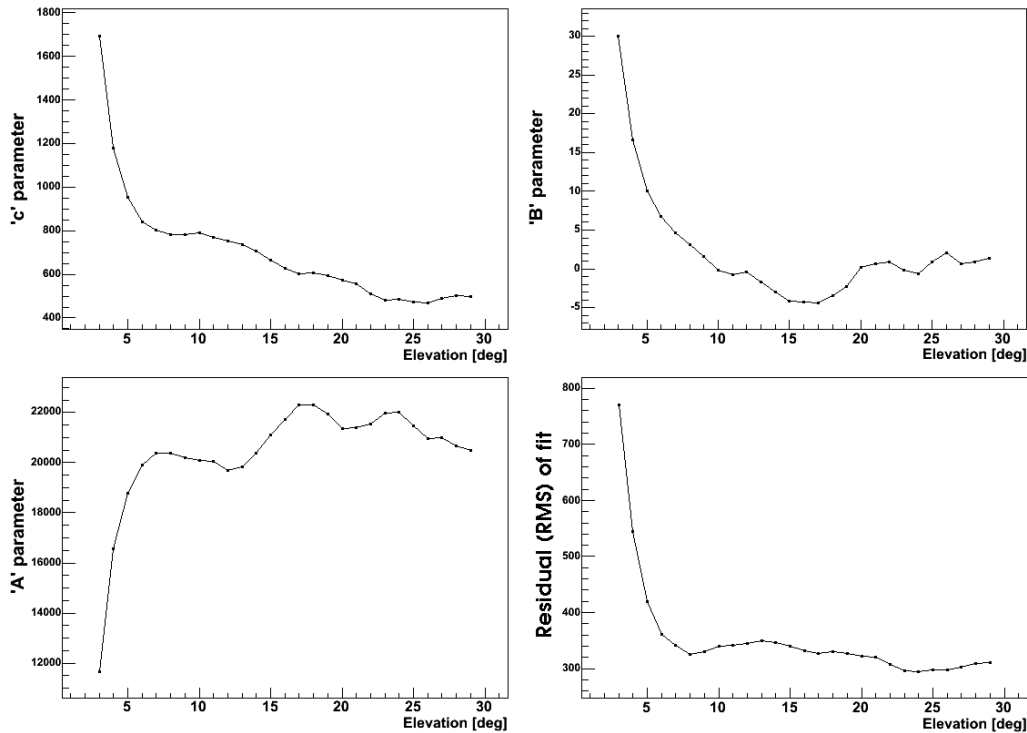 'c' parameter
1800
1600
1400
1200
1000
800
600
400
5 10 15 20 25 30
Elevation [deg]
'B' parameter
30
25
20
15
10
5
0
-5
5 10 15 20 25 30
Elevation [deg]
'A' parameter
22000
20000
18000
16000
14000
12000
5 10 15 20 25 30
Elevation [deg]
Residual (RMS) of fit
800
700
600
500
400
300
5 10 15 20 25 30
Elevation [deg]